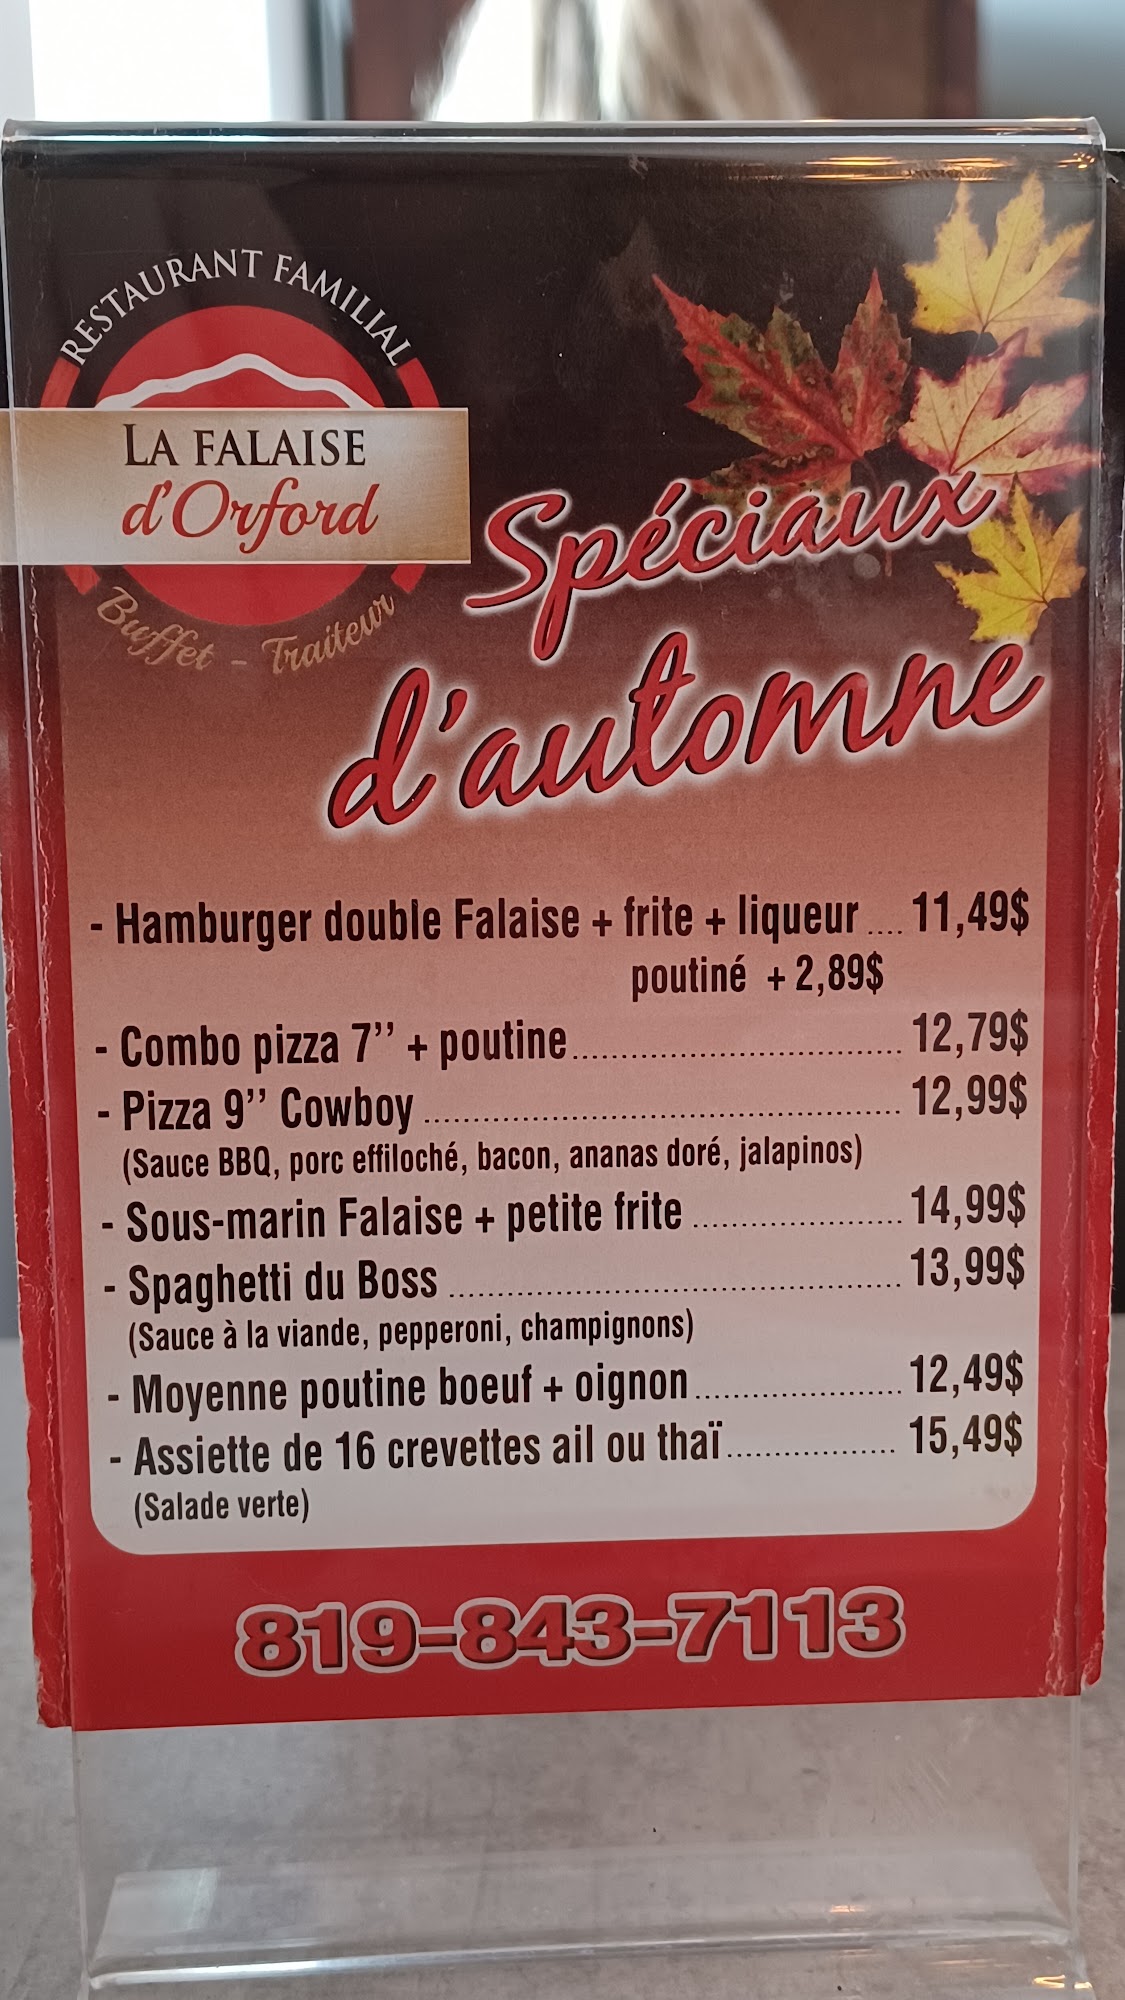 RESTAURANT FAMILIAL
LA FALAISE
d'Orford
Buffet - Traiteur
Spéciaux
d'automne
- Hamburger double Falaise + frite + liqueur .... 11,49$
poutiné + 2,89$
- Combo pizza 7'' + poutine .......... 12,79$
- Pizza 9'' Cowboy .......... 12,99$
(Sauce BBQ, porc effiloché, bacon, ananas doré, jalapinos)
- Sous-marin Falaise + petite frite .......... 14,99$
- Spaghetti du Boss .......... 13,99$
(Sauce à la viande, pepperoni, champignons)
- Moyenne poutine boeuf + oignon .......... 12,49$
- Assiette de 16 crevettes ail ou thaï .......... 15,49$
(Salade verte)
819-843-7113